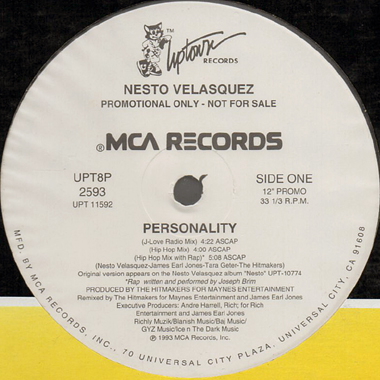 ™
Uptown
RECORDS
NESTO VELASQUEZ
PROMOTIONAL ONLY - NOT FOR SALE
® MCA RECORDS
UPT8P
2593
UPT 11592
SIDE ONE
12" PROMO
33 1/3 R.P.M.
PERSONALITY
(J-Love Radio Mix) 4:22 ASCAP
(Hip Hop Mix) 4:00 ASCAP
(Hip Hop Mix with Rap)* 5:08 ASCAP
(Nesto Velasquez-James Earl Jones-Tara Geter-The Hitmakers)
Original version appears on the Nesto Velasquez album "Nesto" UPT-10774
*Rap written and performed by Joseph Brim
PRODUCED BY THE HITMAKERS FOR MAYNES ENTERTAINMENT
Remixed by The Hitmakers for Maynes Entertainment and James Earl Jones
Executive Producers: Andre Harrell, Rich; for Rich
Entertainment and James Earl Jones
Richly Muzik/Blanish Music/Baj Music/
GYZ Music/Ice n The Dark Music
℗ 1993 MCA Records, Inc.
MFD. BY MCA RECORDS, INC., 70 UNIVERSAL CITY PLAZA, UNIVERSAL CITY, CA 91608